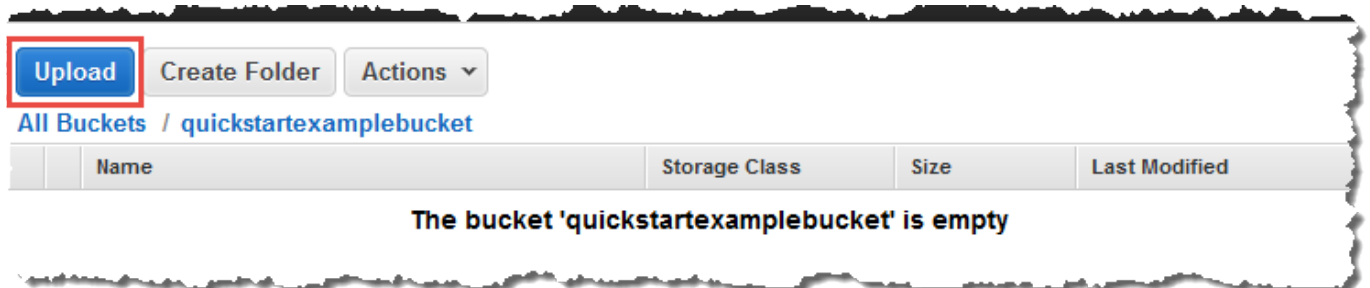 Upload Create Folder Actions
All Buckets / quickstartexamplebucket
Name Storage Class Size Last Modified
The bucket 'quickstartexamplebucket' is empty